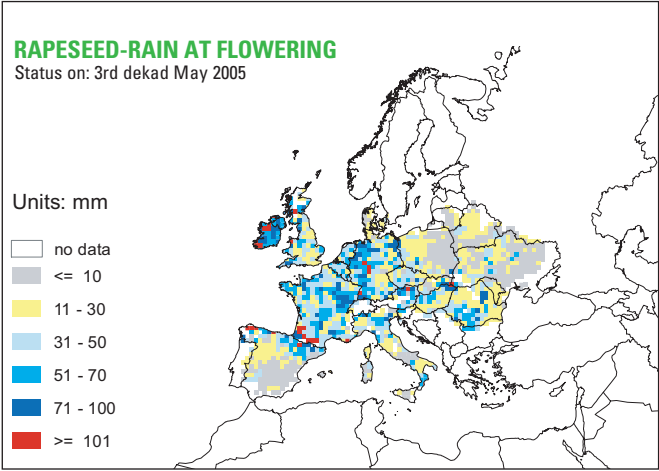 RAPESEED-RAIN AT FLOWERING
Status on: 3rd dekad May 2005
Units: mm
no data
<= 10
11 - 30
31 - 50
51 - 70
71 - 100
>= 101